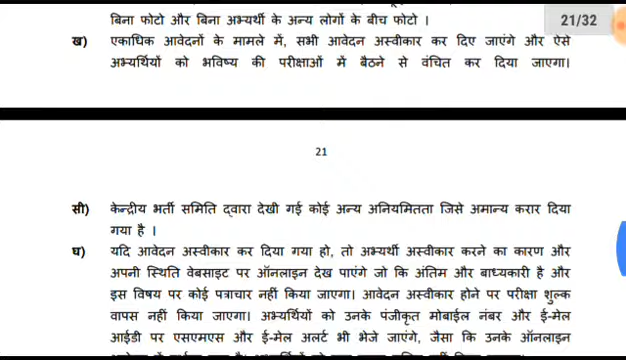 बिना फोटो और बिना अभ्यर्थी के अन्य लोगों के बीच फोटो ।
21/32
ख) एकाधिक आवेदनों के मामले में, सभी आवेदन अस्वीकार कर दिए जाएंगे और ऐसे
अभ्यर्थियों को भविष्य की परीक्षाओं में बैठने से वंचित कर दिया जाएगा।
21
सी) केन्द्रीय भर्ती समिति द्वारा देखी गई कोई अन्य अनियमितता जिसे अमान्य करार दिया
गया है ।
घ) यदि आवेदन अस्वीकार कर दिया गया हो, तो अभ्यर्थी अस्वीकार करने का कारण और
अपनी स्थिति वेबसाइट पर ऑनलाइन देख पाएंगे जो कि अंतिम और बाध्यकारी है और
इस विषय पर कोई पत्राचार नहीं किया जाएगा। आवेदन अस्वीकार होने पर परीक्षा शुल्क
वापस नहीं किया जाएगा। अभ्यर्थियों को उनके पंजीकृत मोबाईल नंबर और ई-मेल
आईडी पर एसएमएस और ई-मेल अलर्ट भी भेजे जाएंगे, जैसा कि उनके ऑनलाइन